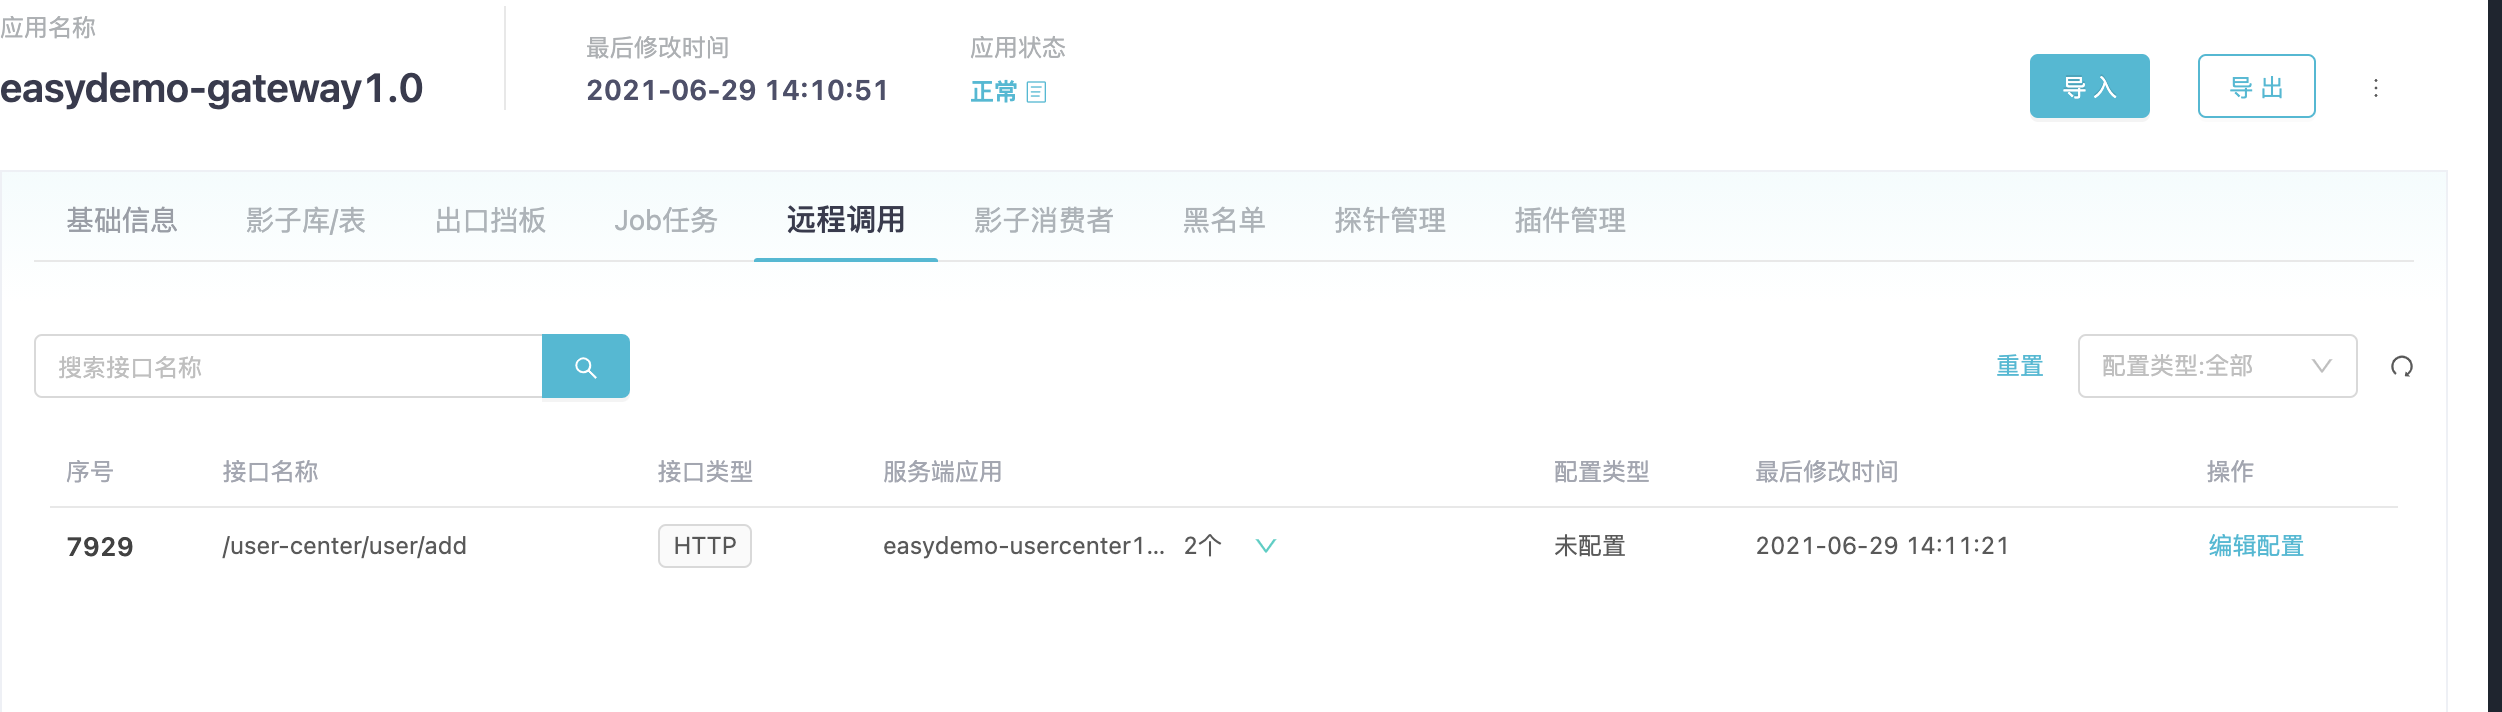 应用名称
easydemo-gateway1.0
最后修改时间
2021-06-29 14:10:51
应用状态
正常
导入
导出
基础信息 影子库/表 出口挡板 Job任务 远程调用 影子消费者 黑名单 探针管理 插件管理
搜索接口名称
重置
配置类型:全部
序号 接口名称 接口类型 服务端应用 配置类型 最后修改时间 操作
7929 /user-center/user/add HTTP easydemo-usercenter1... 2个 未配置 2021-06-29 14:11:21 编辑配置